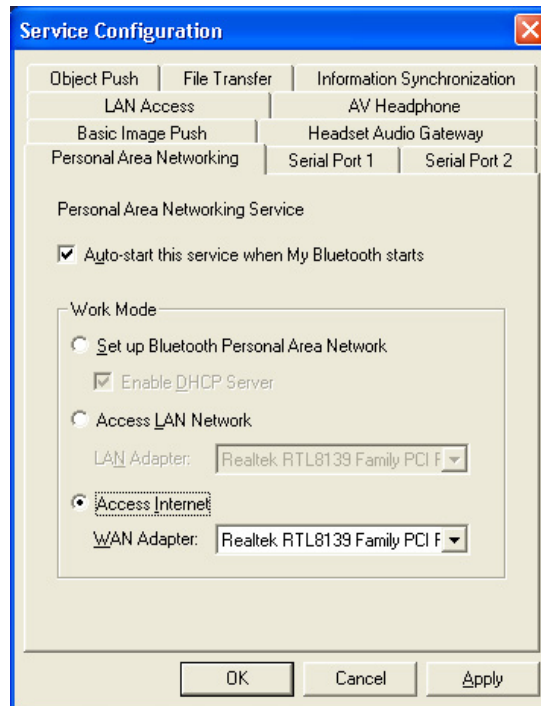 Service Configuration
Object Push File Transfer Information Synchronization
LAN Access AV Headphone
Basic Image Push Headset Audio Gateway
Personal Area Networking Serial Port 1 Serial Port 2
Personal Area Networking Service
Auto-start this service when My Bluetooth starts
Work Mode
Set up Bluetooth Personal Area Network
Enable DHCP Server
Access LAN Network
LAN Adapter: Realtek RTL8139 Family PCI F
Access Internet
WAN Adapter: Realtek RTL8139 Family PCI F
OK Cancel Apply